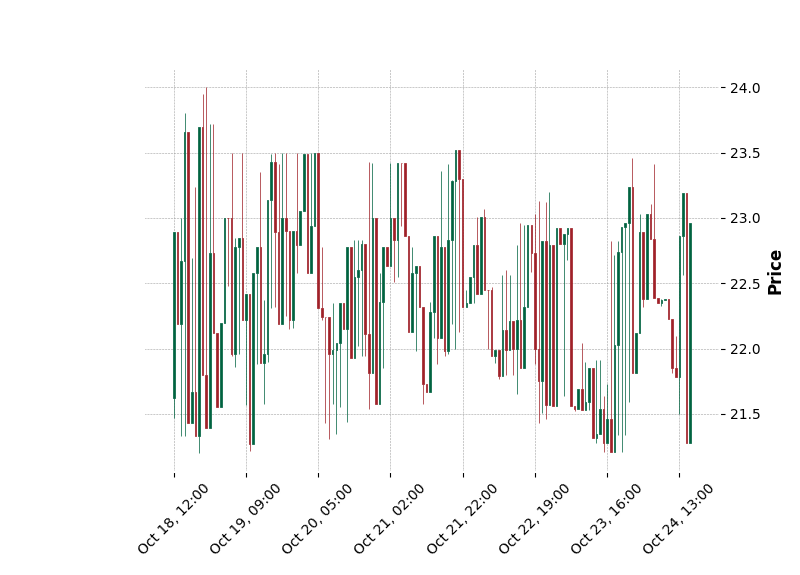 24.0
23.5
23.0
22.5
22.0
21.5
Price
Oct 18, 12:00
Oct 19, 09:00
Oct 20, 05:00
Oct 21, 02:00
Oct 21, 22:00
Oct 22, 19:00
Oct 23, 16:00
Oct 24, 13:00